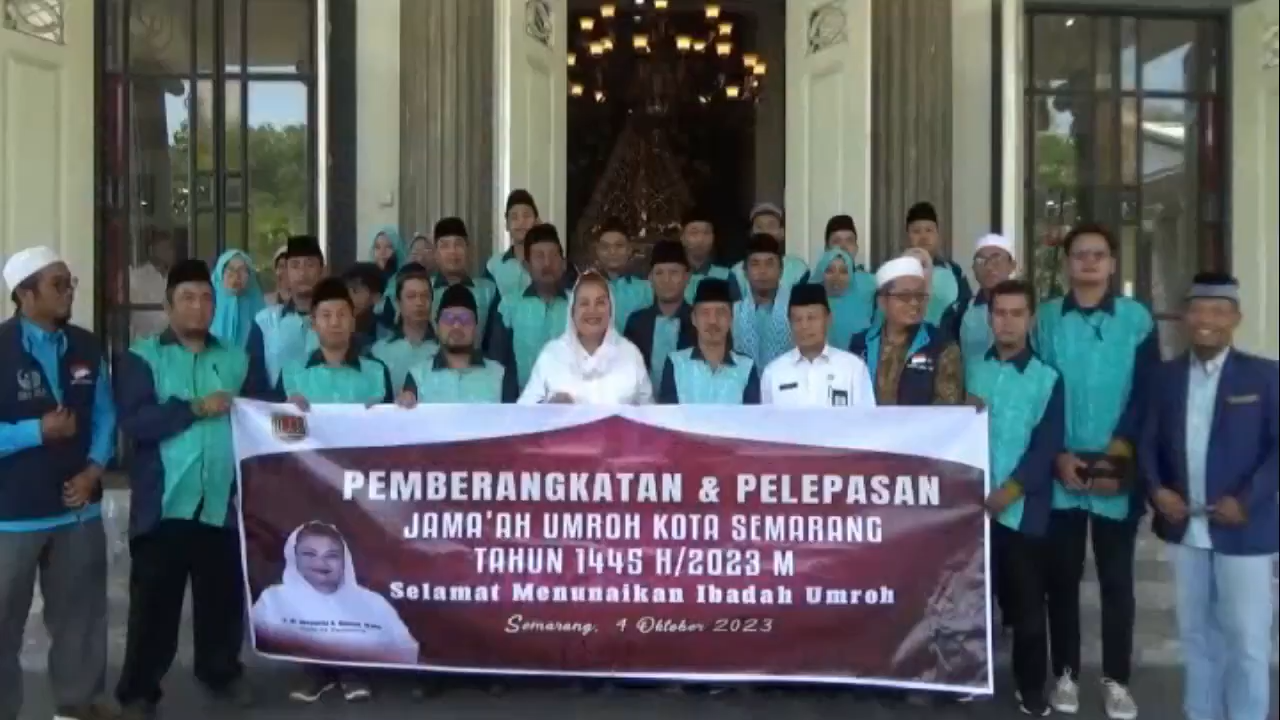 PEMBERANGKATAN & PELEPASAN
JAMA'AH UMROH KOTA SEMARANG
TAHUN 1445 H/2023 M
Selamat Menunaikan Ibadah Umroh
Semarang, 4 Oktober 2023